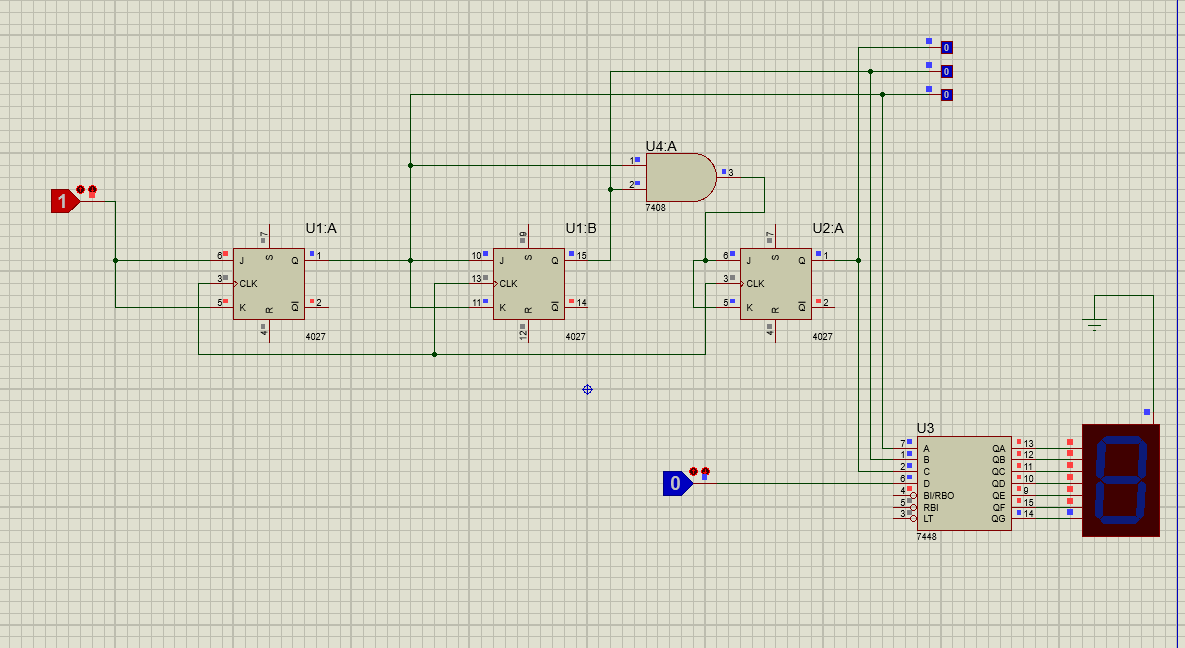 0
0
0
U4:A
1
2
3
7408
1
U1:A
6
3
5
J
CLK
K
S
R
Q
Q
7
4
1
2
4027
U1:B
10
13
11
J
CLK
K
S
R
Q
Q
9
12
15
14
4027
U2:A
6
3
5
J
CLK
K
S
R
Q
Q
7
4
1
2
4027
0
U3
7 A QA 13
1 B QB 12
2 C QC 11
6 D QD 10
4 BI/RBO QE 9
5 RBI QF 15
3 LT QG 14
7448
8